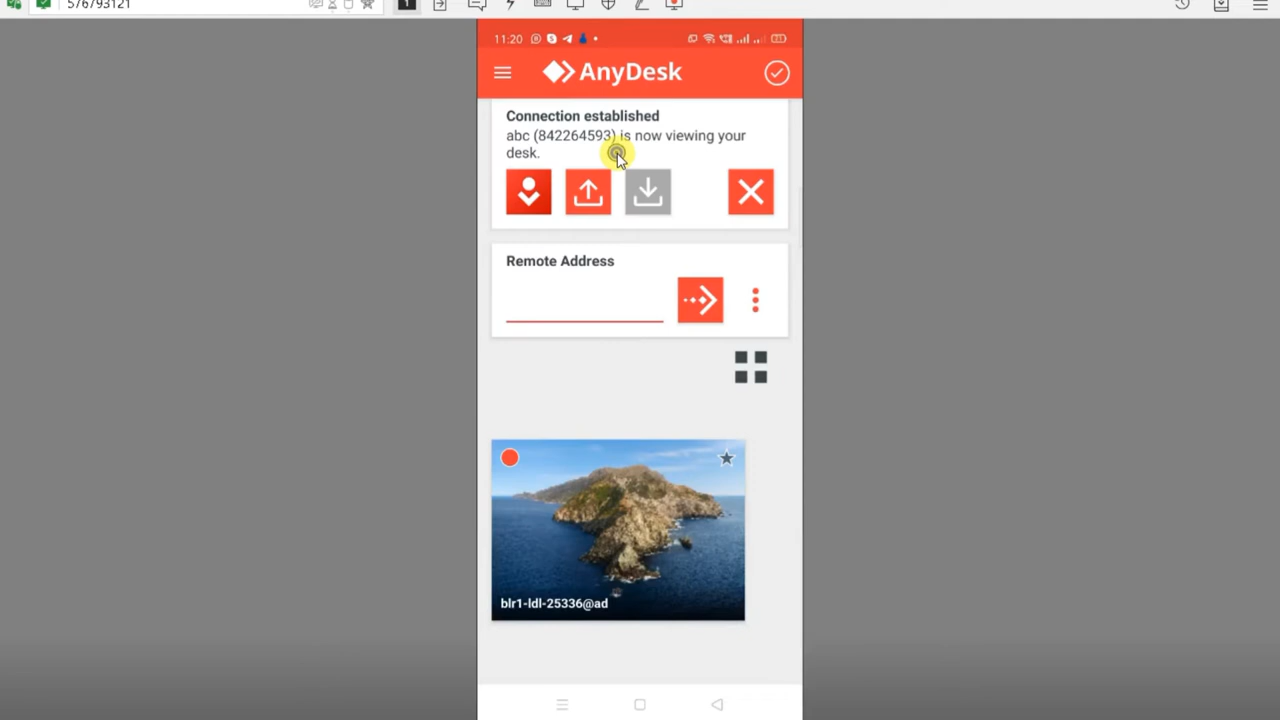 576793121
1
11:20
AnyDesk
Connection established
abc (842264593) is now viewing your
desk.
Remote Address
blr1-ldl-25336@ad